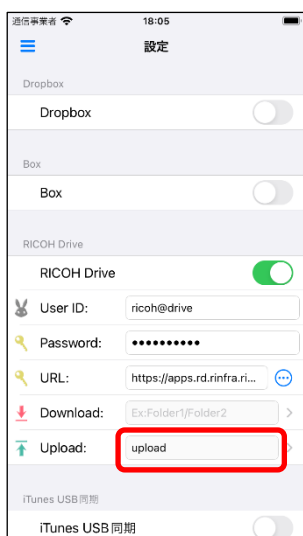 通信事業者 18:05
設定
Dropbox
Dropbox
Box
Box
RICOH Drive
RICOH Drive
User ID: ricoh@drive
Password: ••••••••••
URL: https://apps.rd.rinfra.ri...
Download: Ex:Folder1/Folder2
Upload: upload
iTunes USB同期
iTunes USB同期